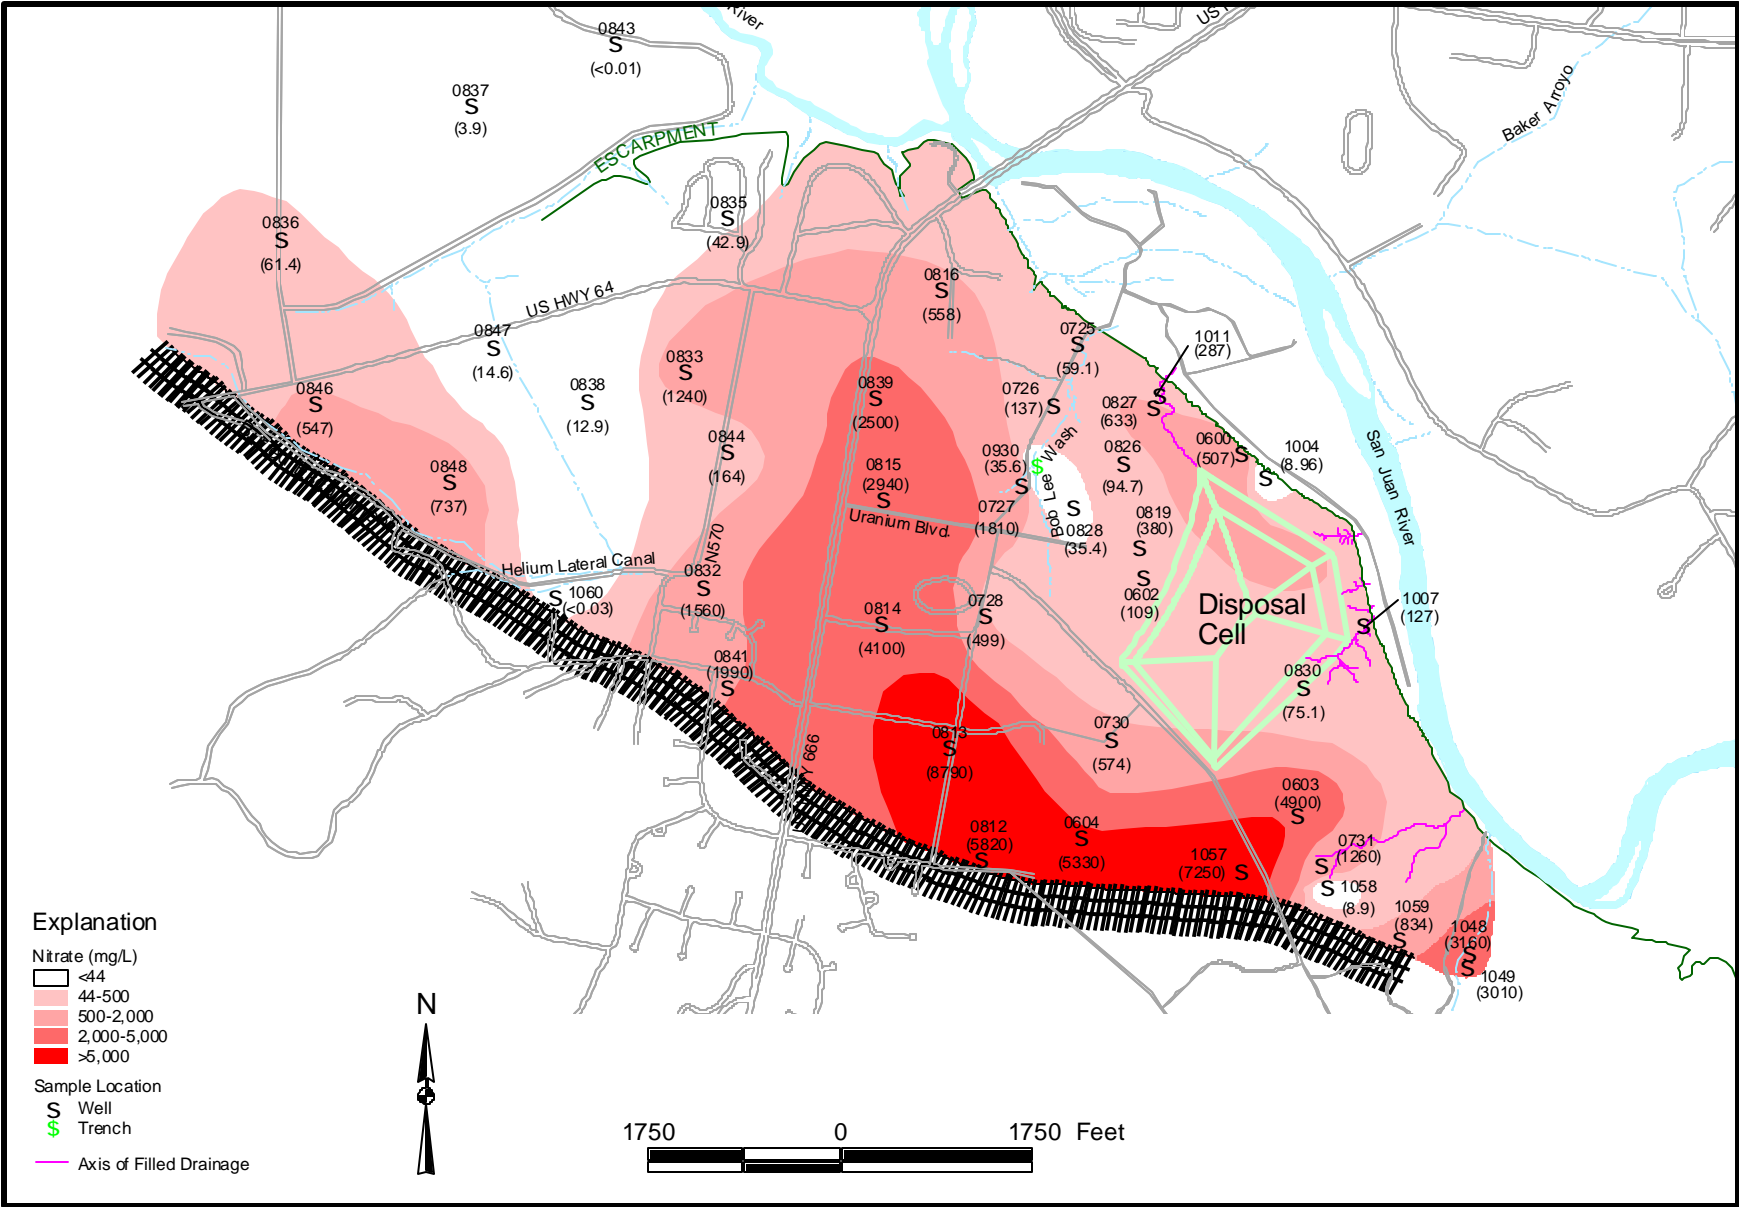 River
US
0843
S
(<0.01)
0837
S
(3.9)
Baker Arroyo
ESCARPMENT
0836
S
(61.4)
0835
S
(42.9)
0816
S
(558)
US HWY 64
0847
S
(14.6)
0725
S
(59.1)
1011
(287)
S
0833
S
(1240)
0838
S
(12.9)
0846
S
(547)
0839
S
(2500)
0726
(137) S
0827
(633)
S
0844
S
(164)
0600
(507)
S
1004
(8.96)
S
San Juan River
0848
S
(737)
0815
(2940)
S
0930
(35.6)
$
S
Bob Lee Wash
0826
S
(94.7)
0727
(1810)
S
0828
(35.4)
0819
(380)
S
Uranium Blvd.
N570
Helium Lateral Canal
0832
S
(1560)
S 1060
(<0.03)
0814
S
(4100)
0728
S
(499)
S
0602
(109)
Disposal
Cell
1007
(127)
S
0841
(1990)
S
0830
S
(75.1)
0813
S
(8790)
0730
S
(574)
Y 666
0603
(4900)
S
0812
(5820)
S
0604
S
(5330)
1057
(7250) S
0731
(1260)
S
S 1058
(8.9)
1059
(834)
S
1048
(3160)
S
S
1049
(3010)
Explanation
Nitrate (mg/L)
<44
44-500
500-2,000
2,000-5,000
>5,000
Sample Location
S Well
$ Trench
Axis of Filled Drainage
N
1750 0 1750 Feet